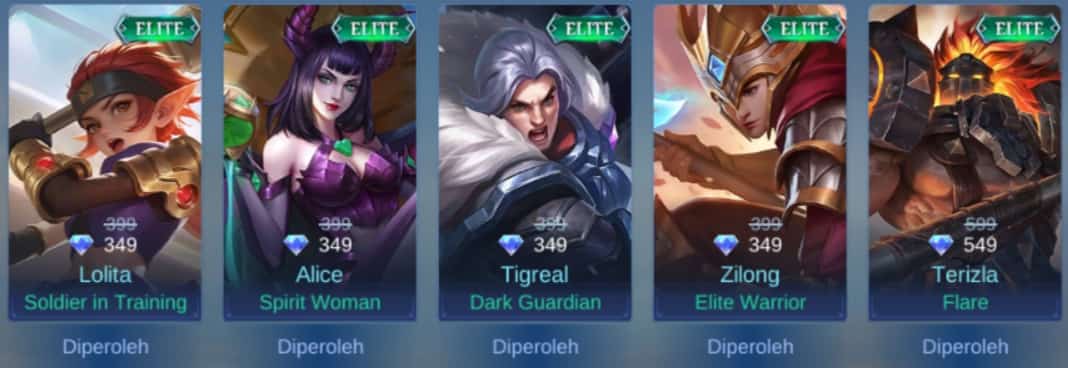 ELITE
399
349
Lolita
Soldier in Training
Diperoleh
ELITE
399
349
Alice
Spirit Woman
Diperoleh
ELITE
399
349
Tigreal
Dark Guardian
Diperoleh
ELITE
399
349
Zilong
Elite Warrior
Diperoleh
ELITE
599
549
Terizla
Flare
Diperoleh